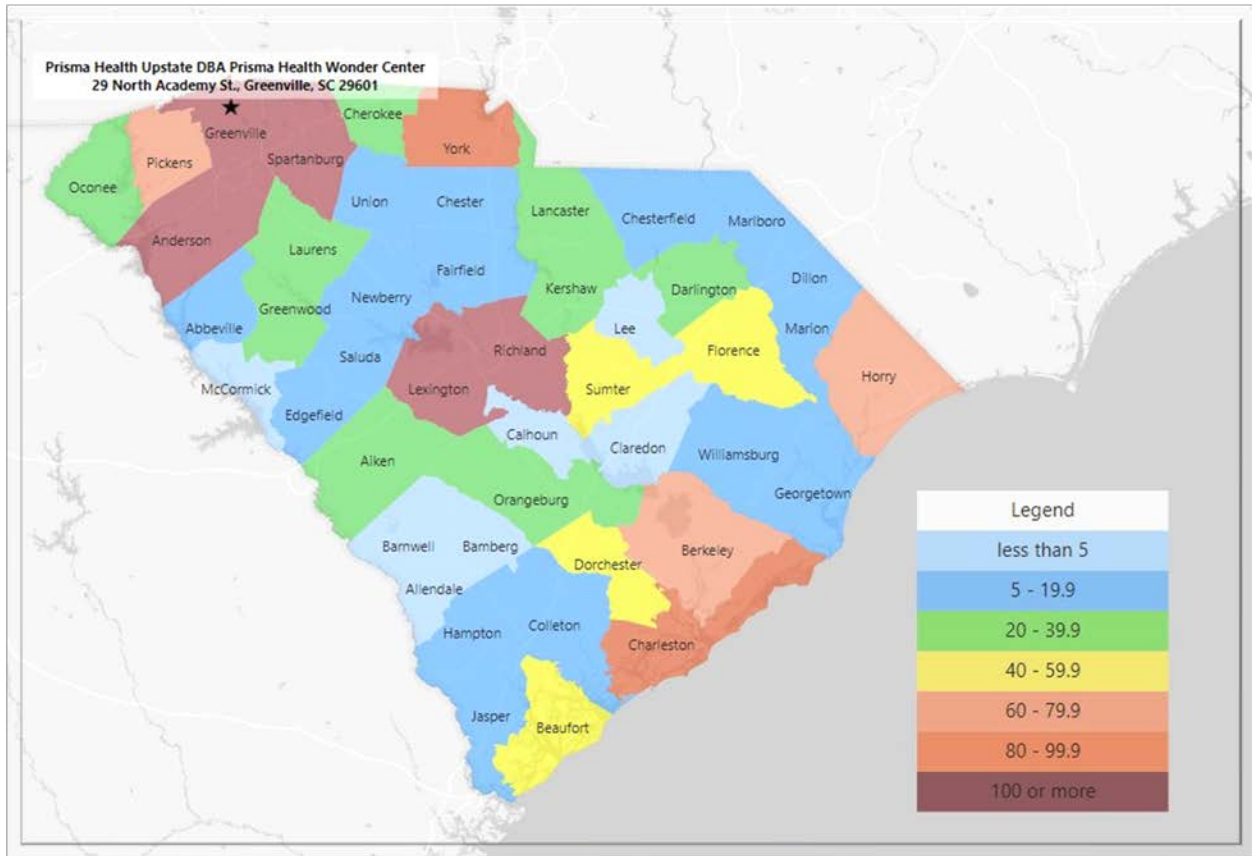 Prisma Health Upstate DBA Prisma Health Wonder Center
29 North Academy St., Greenville, SC 29601
Cherokee
Greenville
York
Pickens
Spartanburg
Oconee
Union
Chester
Lancaster
Chesterfield
Marlboro
Anderson
Laurens
Fairfield
Dillon
Newberry
Kershaw
Darlington
Greenwood
Abbeville
Lee
Marion
Saluda
Richland
Florence
McCormick
Lexington
Sumter
Horry
Edgefield
Calhoun
Claredon
Williamsburg
Aiken
Orangeburg
Georgetown
Barnwell
Bamberg
Berkeley
Dorchester
Allendale
Hampton
Colleton
Charleston
Jasper
Beaufort
Legend
less than 5
5 - 19.9
20 - 39.9
40 - 59.9
60 - 79.9
80 - 99.9
100 or more